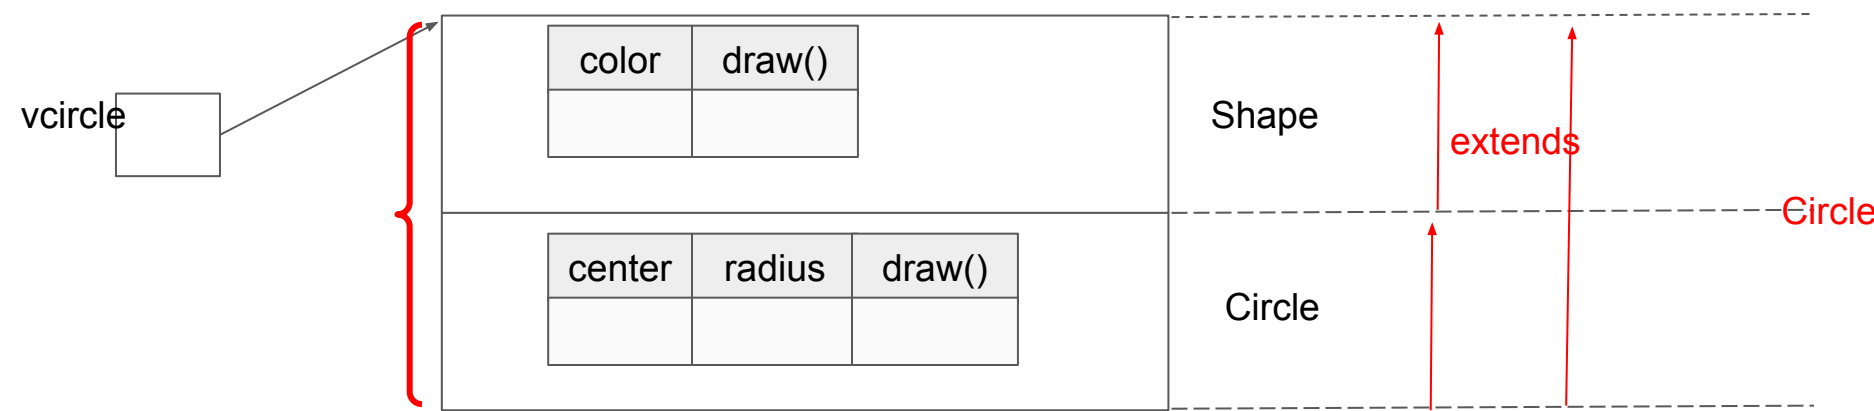 color draw()
vcircle
Shape
extends
Circle
center radius draw()
Circle